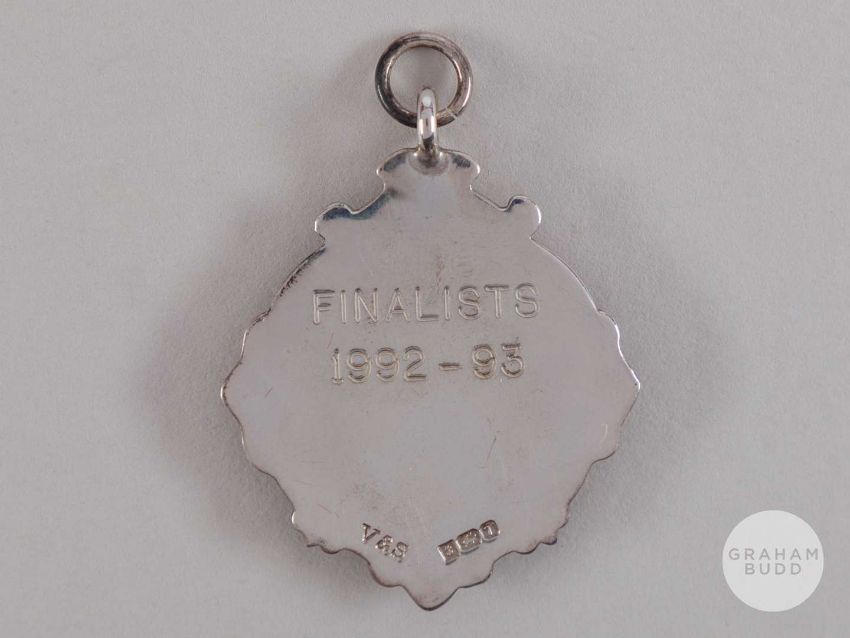 FINALISTS
1992-93
V&S
GRAHAM
BUDD